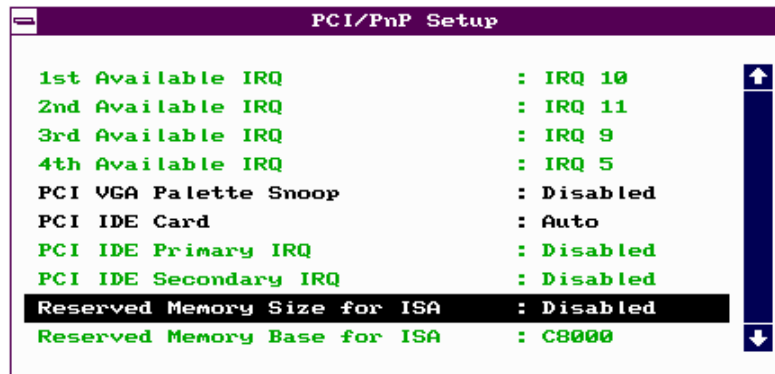 PCI/PnP Setup
1st Available IRQ : IRQ 10
2nd Available IRQ : IRQ 11
3rd Available IRQ : IRQ 9
4th Available IRQ : IRQ 5
PCI VGA Palette Snoop : Disabled
PCI IDE Card : Auto
PCI IDE Primary IRQ : Disabled
PCI IDE Secondary IRQ : Disabled
Reserved Memory Size for ISA : Disabled
Reserved Memory Base for ISA : C8000